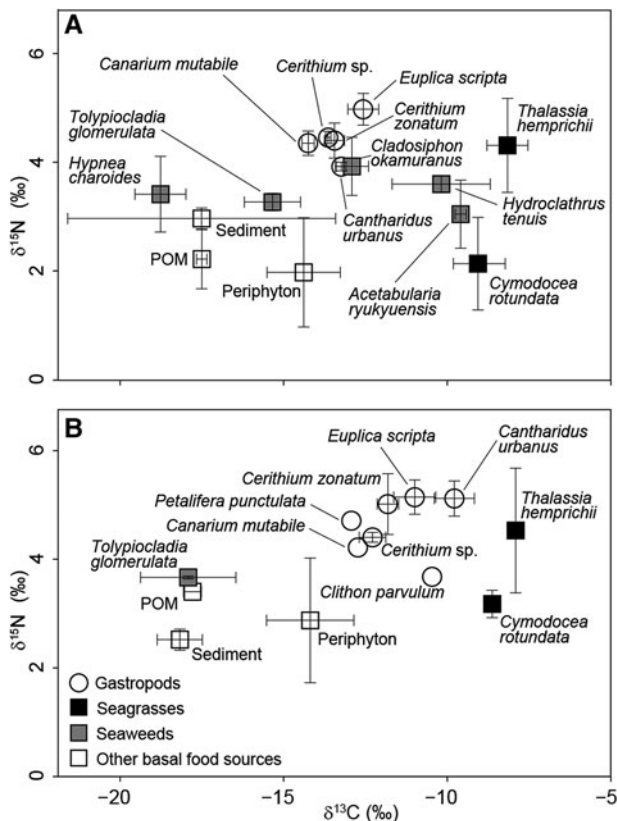 A
δ15N (‰)
6
4
2
0
Canarium mutabile
Cerithium sp.
Euplica scripta
Tolypiocladia
glomerulata
Cerithium
zonatum
Thalassia
hemprichii
Hypnea
charoides
Cladosiphon
okamuranus
Sediment
Cantharidus
urbanus
Hydroclathrus
tenuis
POM
Periphyton
Acetabularia
ryukyuensis
Cymodocea
rotundata
B
δ15N (‰)
6
4
2
0
Euplica scripta
Cantharidus
urbanus
Cerithium zonatum
Petalifera punctulata
Thalassia
hemprichii
Canarium mutabile
Tolypiocladia
glomerulata
Cerithium sp.
POM
Clithon parvulum
Sediment
Periphyton
Cymodocea
rotundata
Gastropods
Seagrasses
Seaweeds
Other basal food sources
−20
−15
−10
−5
δ13C (‰)